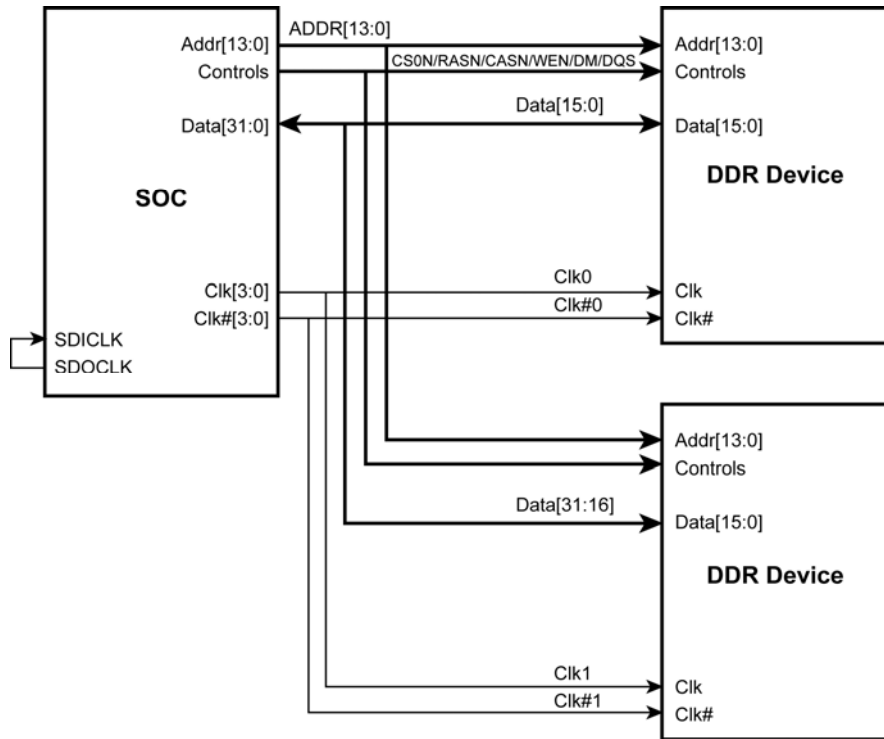 ADDR[13:0]
Addr[13:0]
Addr[13:0]
CS0N/RASN/CASN/WEN/DM/DQS
Controls
Controls
Data[15:0]
Data[31:0]
Data[15:0]
SOC
DDR Device
Clk[3:0]
Clk0
Clk
Clk#[3:0]
Clk#0
Clk#
SDICLK
SDOCLK
Addr[13:0]
Controls
Data[31:16]
Data[15:0]
DDR Device
Clk1
Clk
Clk#1
Clk#